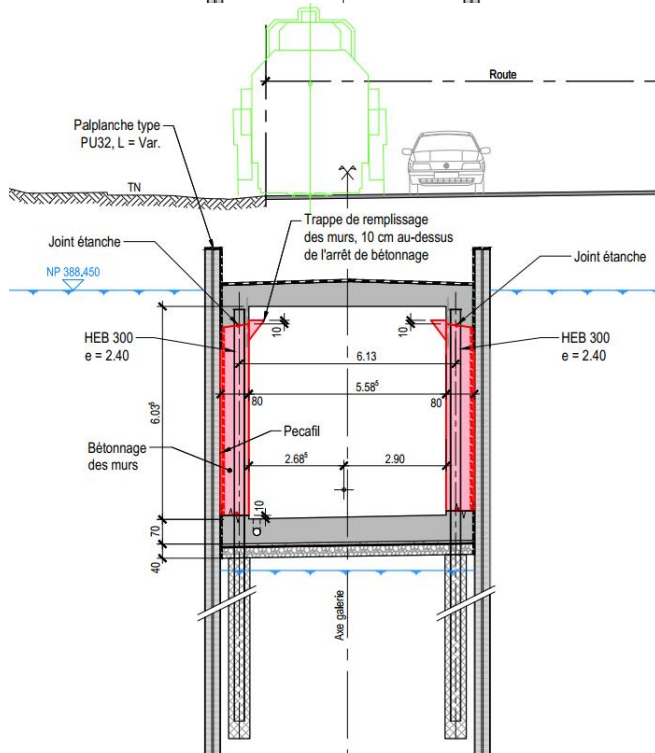 Route
Palplanche type
PU32, L = Var.
TN
Trappe de remplissage
des murs, 10 cm au-dessus
de l'arrêt de bétonnage
Joint étanche
Joint étanche
NP 388.450
10
10
HEB 300
e = 2.40
HEB 300
e = 2.40
6.13
5.58⁵
80
80
6.03⁵
Pecafil
Bétonnage
des murs
2.68⁵
2.90
10
70
40
Axe galerie